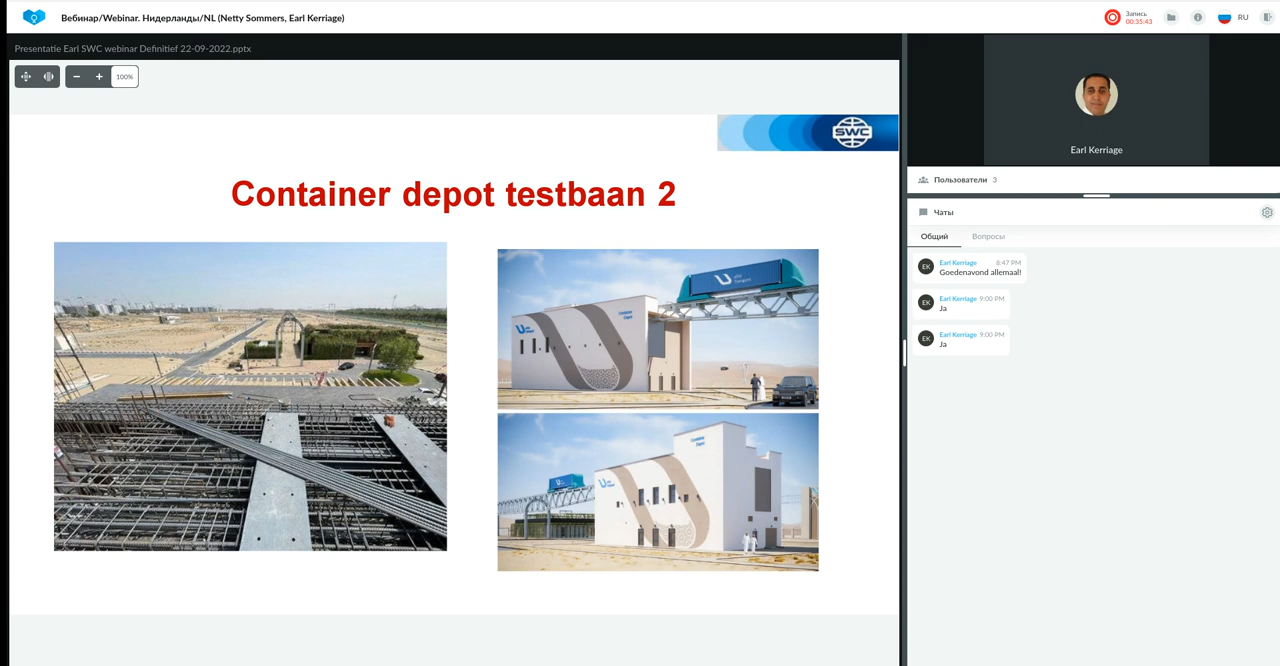 Вебинар/Webinar. Нидерланды/NL (Netty Sommers, Earl Kerriage)
Запись
00:35:43
RU
Presentatie Earl SWC webinar Definitief 22-09-2022.pptx
100%
SWC
Container depot testbaan 2
Container
Depot
Container
Depot
Earl Kerriage
Пользователи 3
Чаты
Общий
Вопросы
EK
Earl Kerriage 8:47 PM
Goedenavond allemaal!
EK
Earl Kerriage 9:00 PM
Ja
EK
Earl Kerriage 9:00 PM
Ja